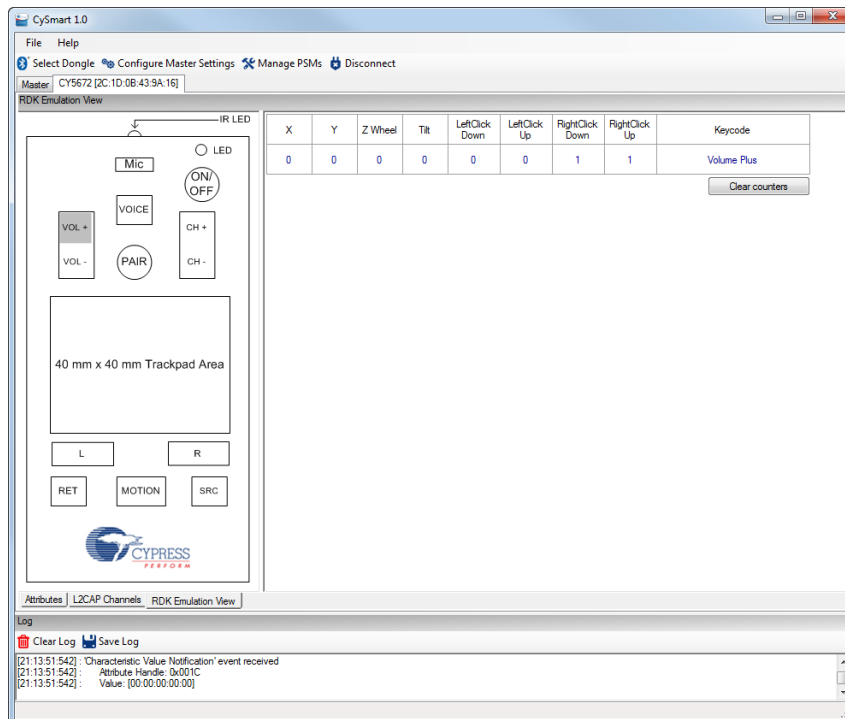 CySmart 1.0
File Help
Select Dongle Configure Master Settings Manage PSMs Disconnect
Master CY5672 [2C:1D:0B:43:9A:16]
RDK Emulation View
IR LED
LED
Mic
ON/
OFF
VOICE
VOL +
CH +
VOL -
PAIR
CH -
40 mm x 40 mm Trackpad Area
L
R
RET
MOTION
SRC
CYPRESS
PERFORM
X Y Z Wheel Tilt LeftClick Down LeftClick Up RightClick Down RightClick Up Keycode
0 0 0 0 0 0 1 1 Volume Plus
Clear counters
Attributes L2CAP Channels RDK Emulation View
Log
Clear Log Save Log
[21:13:51:542] : 'Characteristic Value Notification' event received
[21:13:51:542] : Attribute Handle: 0x001C
[21:13:51:542] : Value: [00:00:00:00:00]